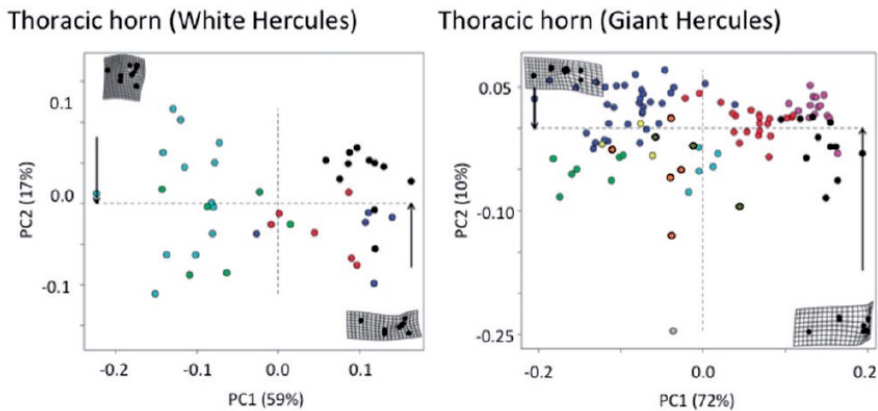 Thoracic horn (White Hercules)
PC2 (17%)
0.1
0.0
-0.1
-0.2
-0.1
0.0
0.1
PC1 (59%)
Thoracic horn (Giant Hercules)
PC2 (10%)
0.05
-0.10
-0.25
-0.2
0.0
0.2
PC1 (72%)